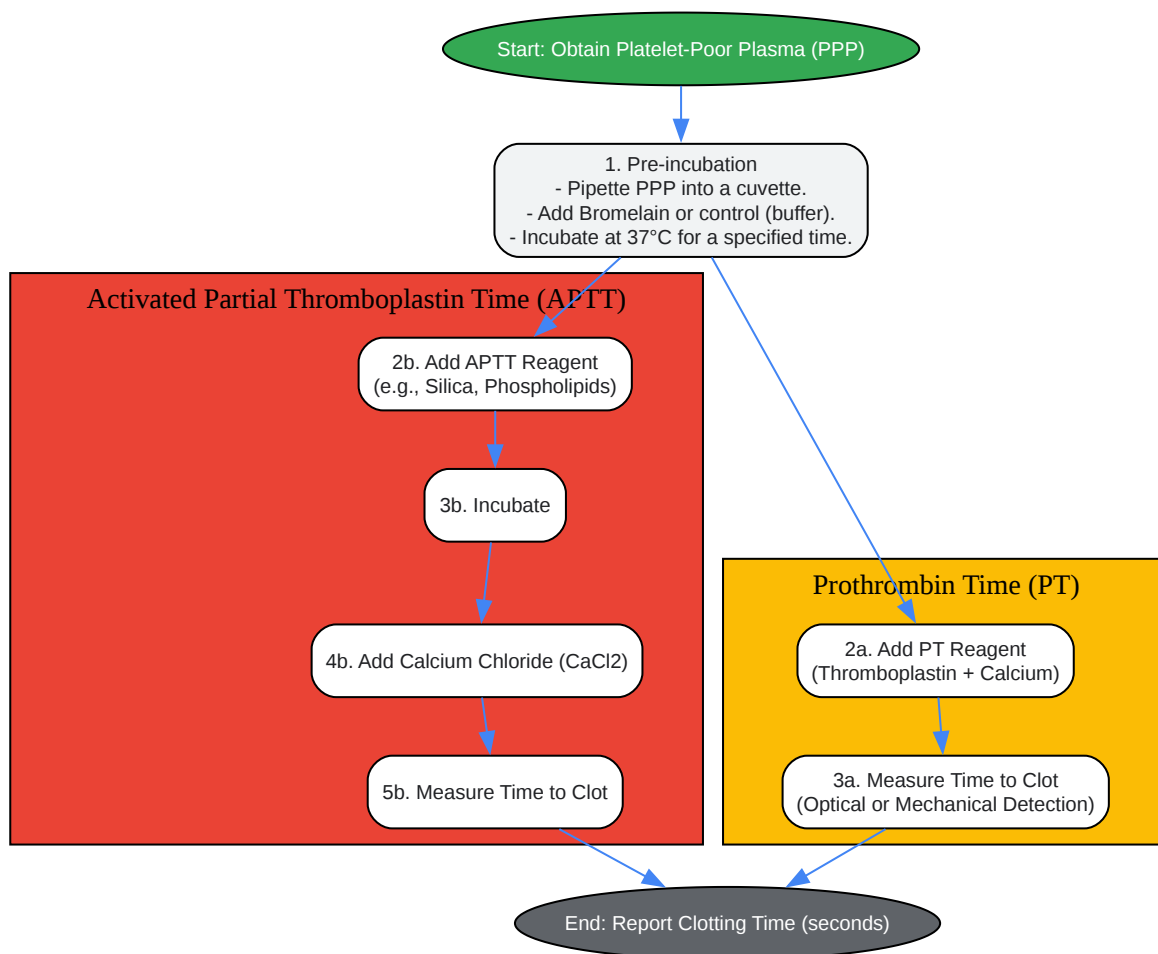 Start: Obtain Platelet-Poor Plasma (PPP)
1. Pre-incubation
- Pipette PPP into a cuvette.
- Add Bromelain or control (buffer).
- Incubate at 37°C for a specified time.
Activated Partial Thromboplastin Time (APTT)
2b. Add APTT Reagent
(e.g., Silica, Phospholipids)
3b. Incubate
4b. Add Calcium Chloride (CaCl2)
5b. Measure Time to Clot
Prothrombin Time (PT)
2a. Add PT Reagent
(Thromboplastin + Calcium)
3a. Measure Time to Clot
(Optical or Mechanical Detection)
End: Report Clotting Time (seconds)